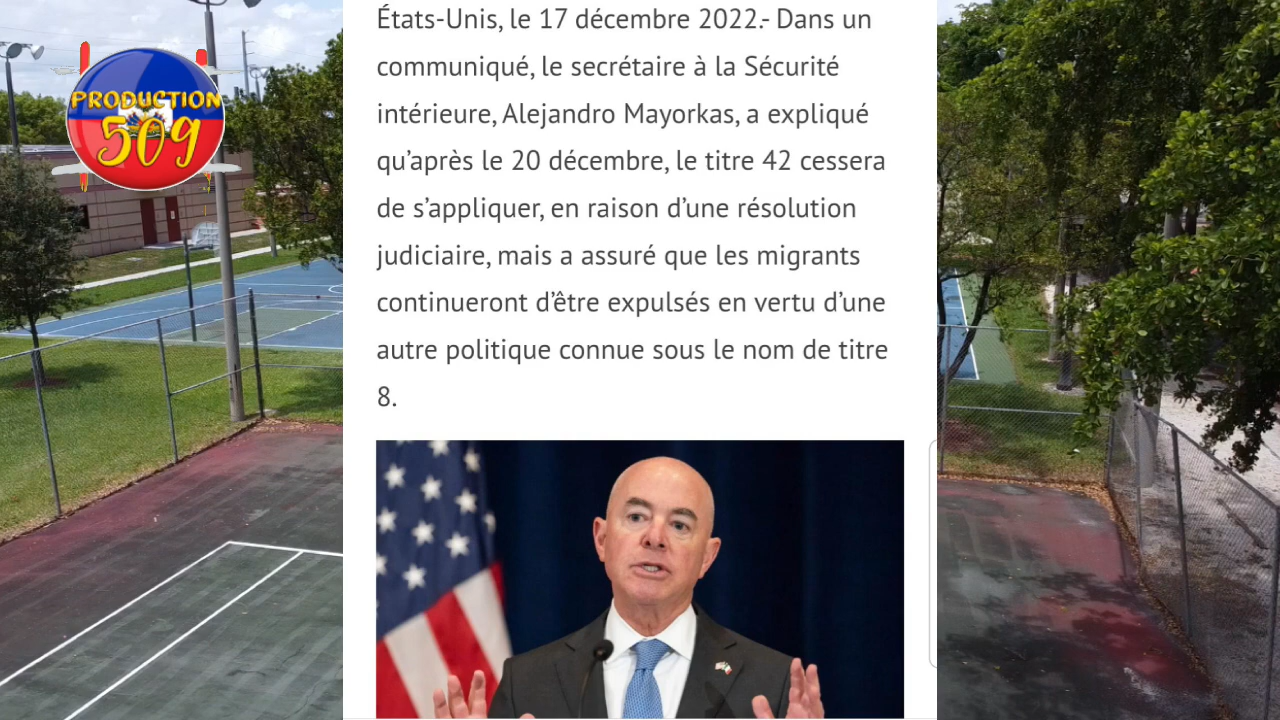 PRODUCTION
509
États-Unis, le 17 décembre 2022.- Dans un
communiqué, le secrétaire à la Sécurité
intérieure, Alejandro Mayorkas, a expliqué
qu’après le 20 décembre, le titre 42 cessera
de s’appliquer, en raison d’une résolution
judiciaire, mais a assuré que les migrants
continueront d’être expulsés en vertu d’une
autre politique connue sous le nom de titre
8.